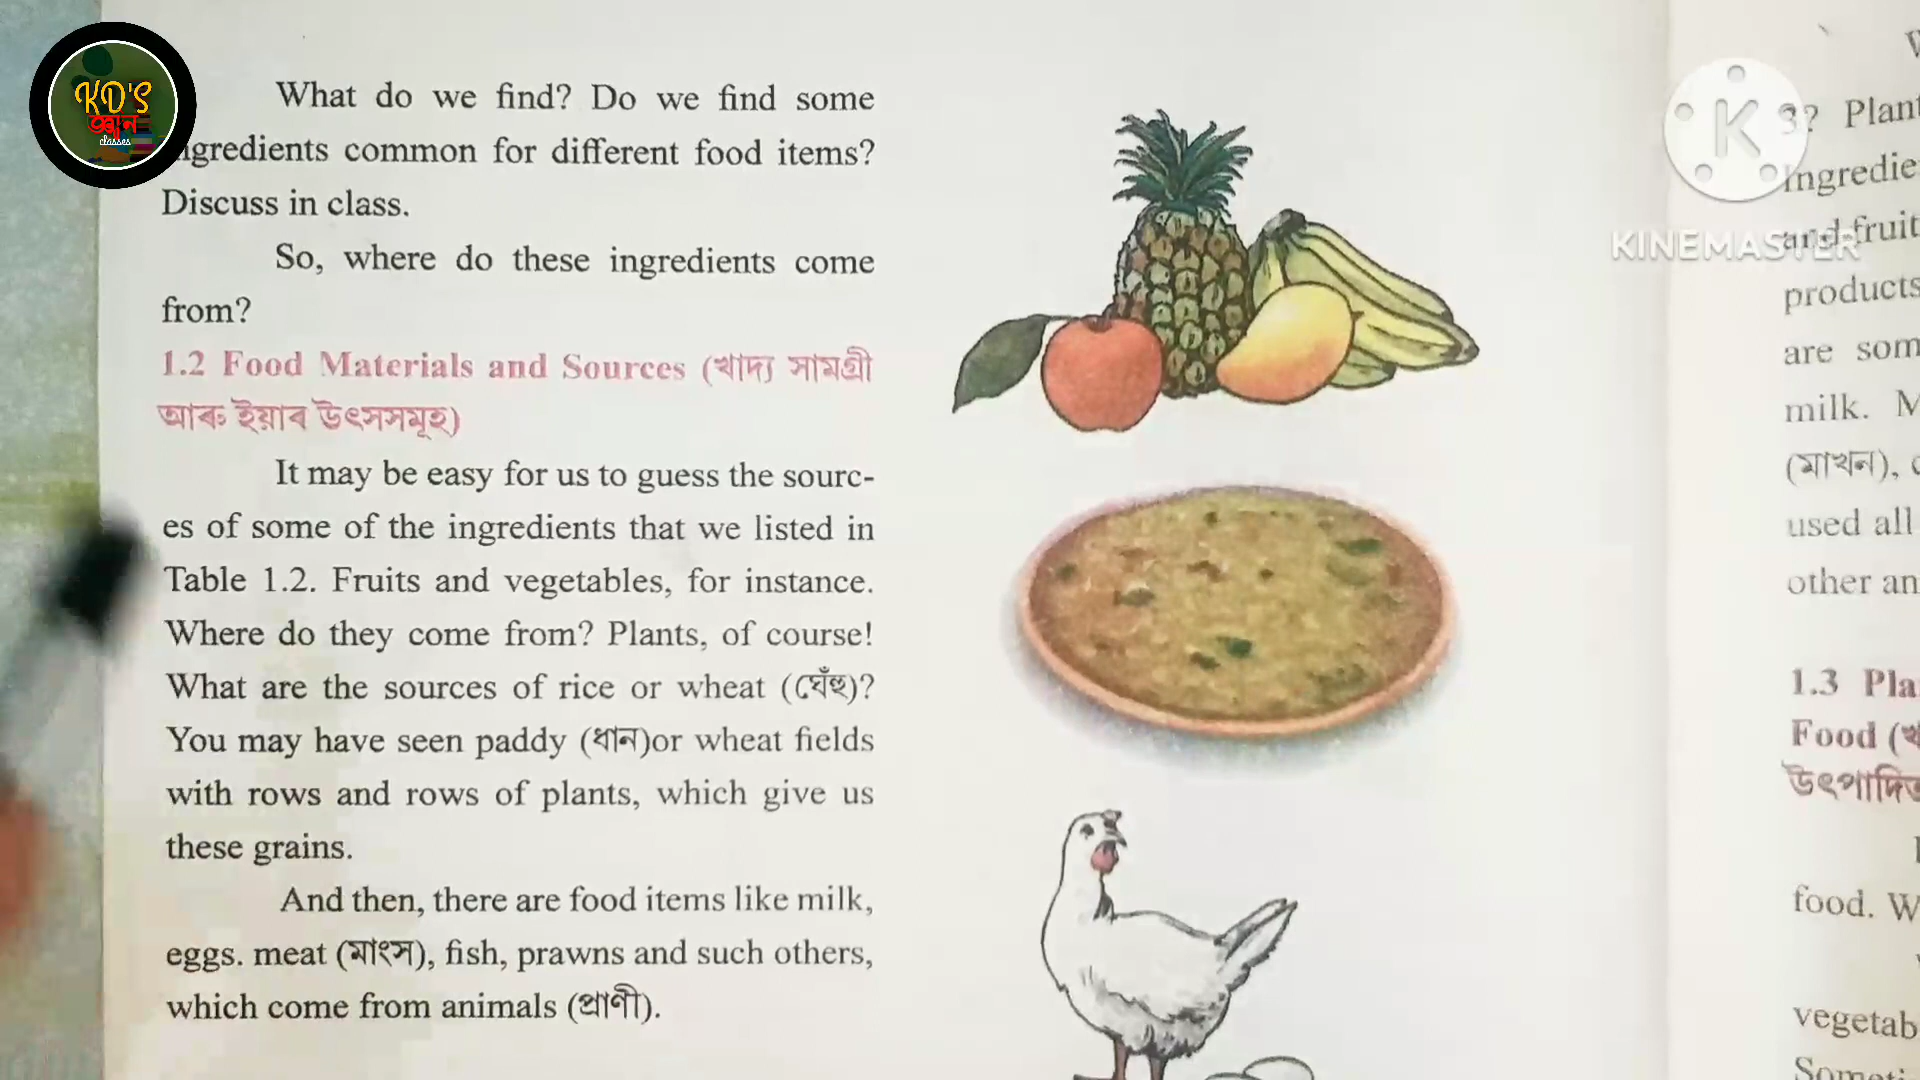 KD'S
জ্ঞান
classes
What do we find? Do we find some
ngredients common for different food items?
Discuss in class.
So, where do these ingredients come
from?
1.2 Food Materials and Sources (খাদ্য সামগ্ৰী
আৰু ইয়াৰ উৎসসমূহ)
It may be easy for us to guess the sourc-
es of some of the ingredients that we listed in
Table 1.2. Fruits and vegetables, for instance.
Where do they come from? Plants, of course!
What are the sources of rice or wheat (ঘেঁহু)?
You may have seen paddy (ধান)or wheat fields
with rows and rows of plants, which give us
these grains.
And then, there are food items like milk,
eggs. meat (মাংস), fish, prawns and such others,
which come from animals (প্ৰাণী).
K
KINEMASTER
3? Plant
ingredie
and fruit
products
are som
milk. M
(মাখন), c
used all
other an
1.3 Pla
Food (খ
উৎপাদিত
food. W
vegetab
Someti